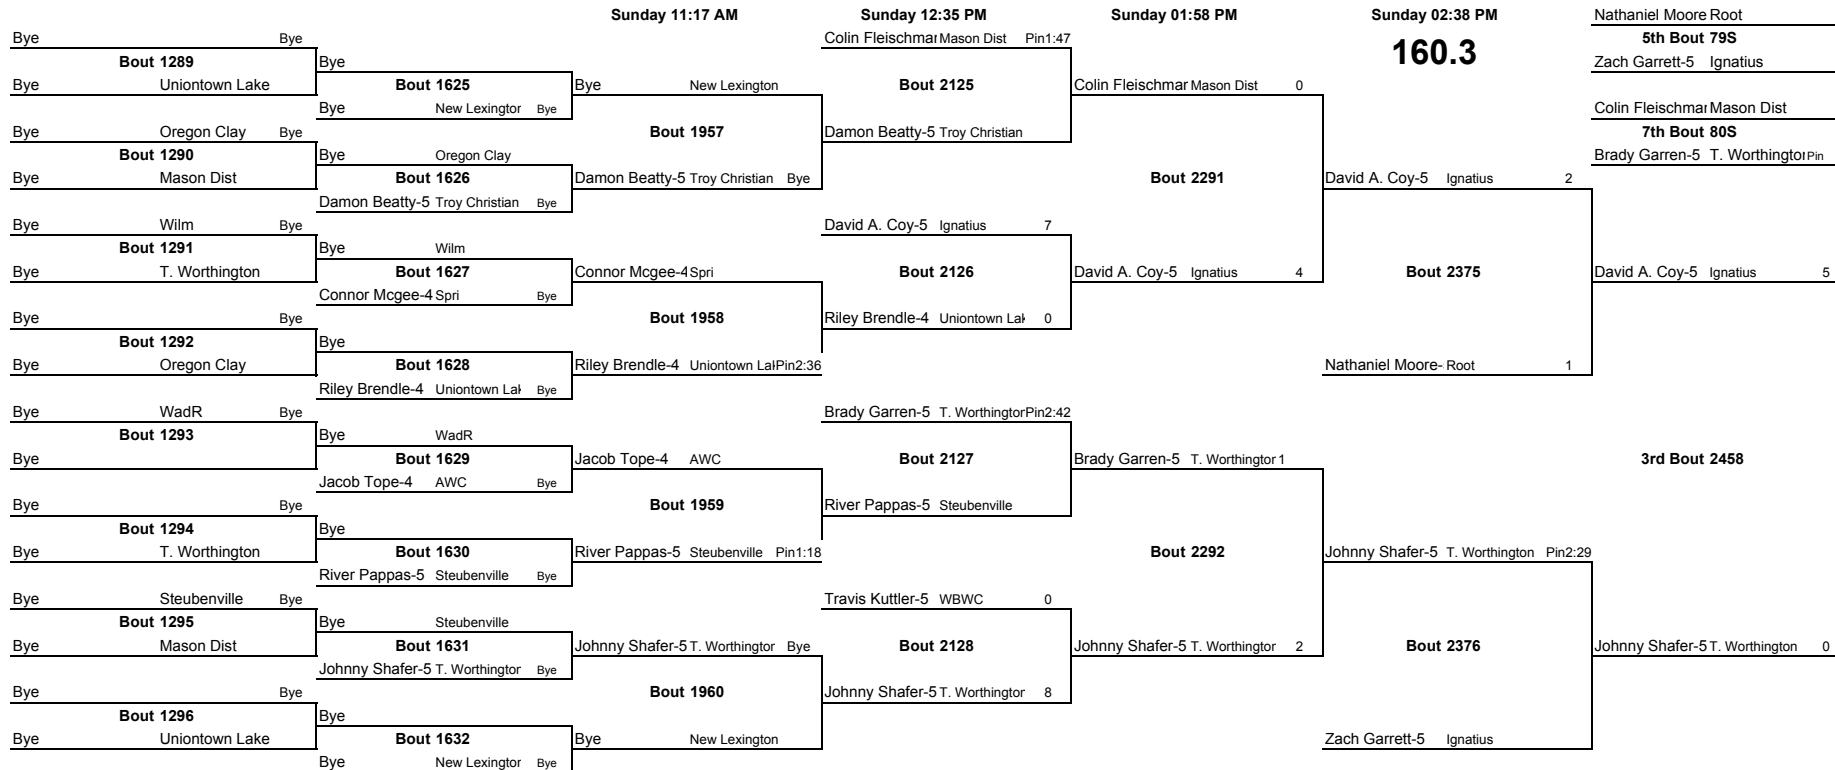 Sunday 11:17 AM Sunday 12:35 PM Sunday 01:58 PM Sunday 02:38 PM Nathaniel Moore Root
Bye Bye Colin Fleischmar Mason Dist Pin1:47 160.3 5th Bout 79S
Bout 1289 Bye Zach Garrett-5 Ignatius
Bye Uniontown Lake Bout 1625 Bye New Lexington Bout 2125 Colin Fleischmar Mason Dist 0
Bye New Lexingtor Bye Colin Fleischmar Mason Dist
Bye Oregon Clay Bye Bout 1957 Damon Beatty-5 Troy Christian 7th Bout 80S
Bout 1290 Bye Oregon Clay Brady Garren-5 T. Worthingtor Pin
Bye Mason Dist Bout 1626 Damon Beatty-5 Troy Christian Bye Bout 2291 David A. Coy-5 Ignatius 2
Damon Beatty-5 Troy Christian Bye
Bye Wilm Bye David A. Coy-5 Ignatius 7
Bout 1291 Bye Wilm
Bye T. Worthington Bout 1627 Connor Mcgee-4 Spri Bout 2126 David A. Coy-5 Ignatius 4 Bout 2375 David A. Coy-5 Ignatius 5
Connor Mcgee-4 Spri Bye
Bye Bye Bout 1958 Riley Brendle-4 Uniontown Lal 0
Bout 1292 Bye
Bye Oregon Clay Bout 1628 Riley Brendle-4 Uniontown Lal Pin2:36 Nathaniel Moore- Root 1
Riley Brendle-4 Uniontown Lal Bye
Bye WadR Bye Brady Garren-5 T. Worthingtor Pin2:42
Bout 1293 Bye WadR
Bye Bout 1629 Jacob Tope-4 AWC Bout 2127 Brady Garren-5 T. Worthingtor 1 3rd Bout 2458
Jacob Tope-4 AWC Bye
Bye Bye Bout 1959 River Pappas-5 Steubenville
Bout 1294 Bye
Bye T. Worthington Bout 1630 River Pappas-5 Steubenville Pin1:18 Bout 2292 Johnny Shafer-5 T. Worthington Pin2:29
River Pappas-5 Steubenville Bye
Bye Steubenville Bye Travis Kuttler-5 WBWC 0
Bout 1295 Bye Steubenville
Bye Mason Dist Bout 1631 Johnny Shafer-5 T. Worthingtor Bye Bout 2128 Johnny Shafer-5 T. Worthingtor 2 Bout 2376 Johnny Shafer-5 T. Worthington 0
Johnny Shafer-5 T. Worthingtor Bye
Bye Bye Bout 1960 Johnny Shafer-5 T. Worthingtor 8
Bout 1296 Bye
Bye Uniontown Lake Bout 1632 Bye New Lexington Zach Garrett-5 Ignatius
Bye New Lexingtor Bye